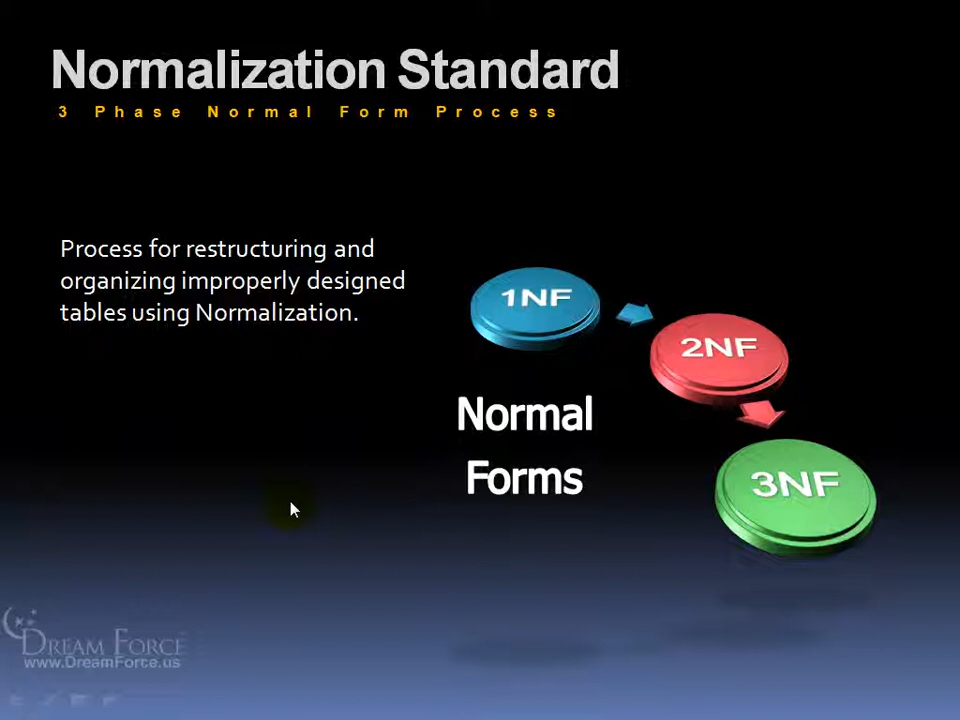 Normalization Standard
3 Phase Normal Form Process
Process for restructuring and
organizing improperly designed
tables using Normalization.
1NF
2NF
Normal
Forms
3NF
DREAM FORCE
www.DreamForce.us